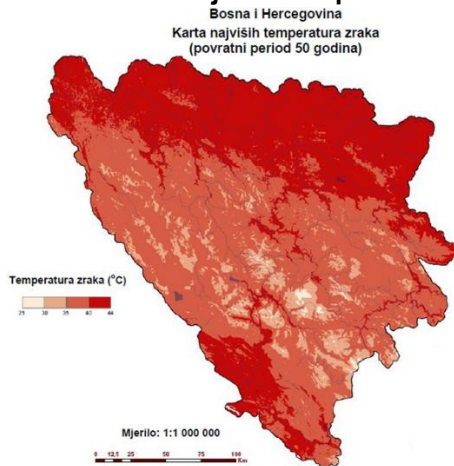 Bosna i Hercegovina
Karta najviših temperatura zraka
(povratni period 50 godina)
Temperatura zraka (°C)
25 30 35 40 44
Mjerilo: 1:1 000 000
0 12,5 25 50 75 100
Km